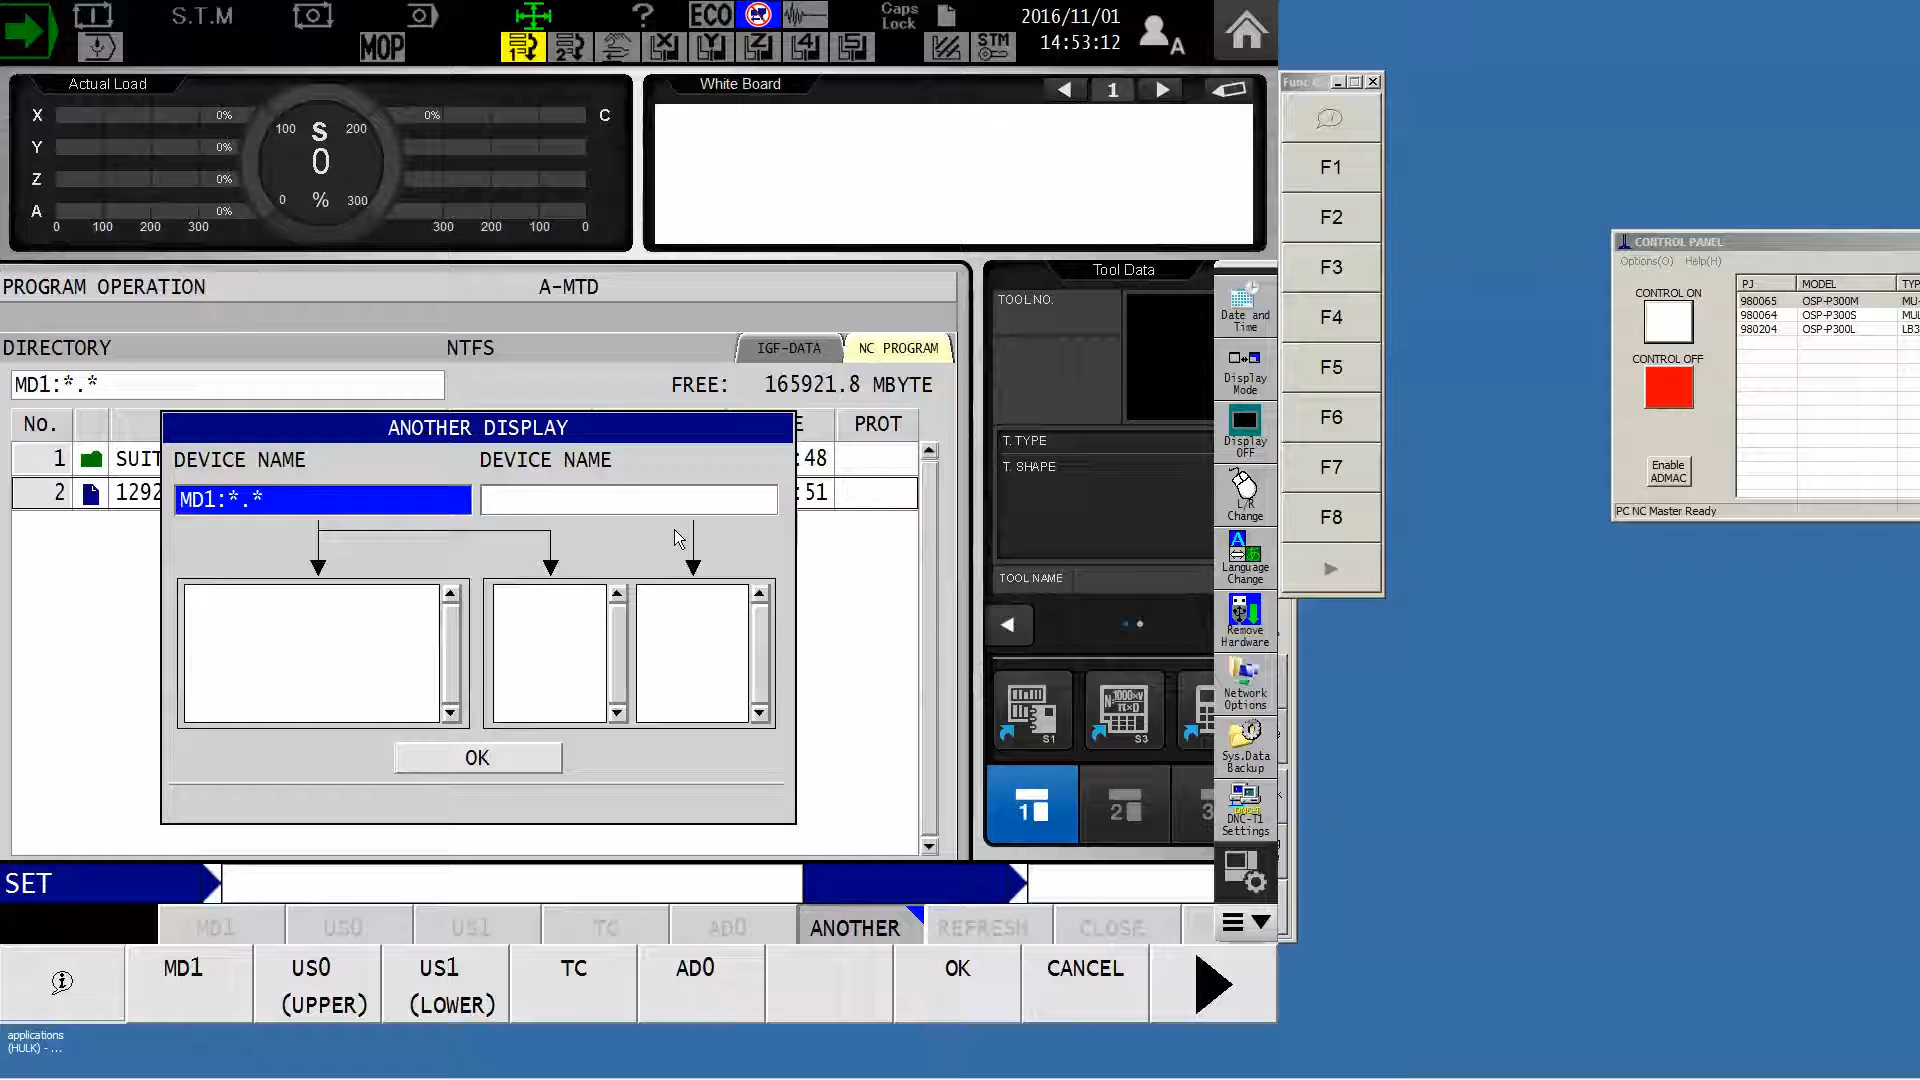 S.T.M
MOP
?
ECO
Caps
Lock
2016/11/01
14:53:12
A
STM
Actual Load
X
Y
Z
A
0%
0%
0%
0%
0%
C
0 100 200 300
300 200 100 0
100 S 200
0
0 % 300
White Board
1
Func
F1
F2
F3
F4
F5
F6
F7
F8
CONTROL PANEL
Options(O) Help(H)
CONTROL ON
CONTROL OFF
Enable
ADMAC
PC NC Master Ready
PJ MODEL TYP
980065 OSP-P300M MU-
980064 OSP-P300S MUL
980204 OSP-P300L LB3
PROGRAM OPERATION A-MTD
DIRECTORY NTFS IGF-DATA NC PROGRAM
MD1:*.* FREE: 165921.8 MBYTE
No. E PROT
1 SUIT :48
2 1292 :51
ANOTHER DISPLAY
DEVICE NAME DEVICE NAME
MD1:*.*
OK
Tool Data
TOOL NO.
T. TYPE
T. SHAPE
TOOL NAME
S1
S3
1
2
3
Date and
Time
Display
Mode
Display
OFF
L/R
Change
Language
Change
Remove
Hardware
Network
Options
Sys.Data
Backup
DNC-T1
Settings
SET
MD1 US0 US1 TC AD0 ANOTHER REFRESH CLOSE
MD1 US0 US1 TC AD0 OK CANCEL
(UPPER) (LOWER)
applications
(HULK) - ...